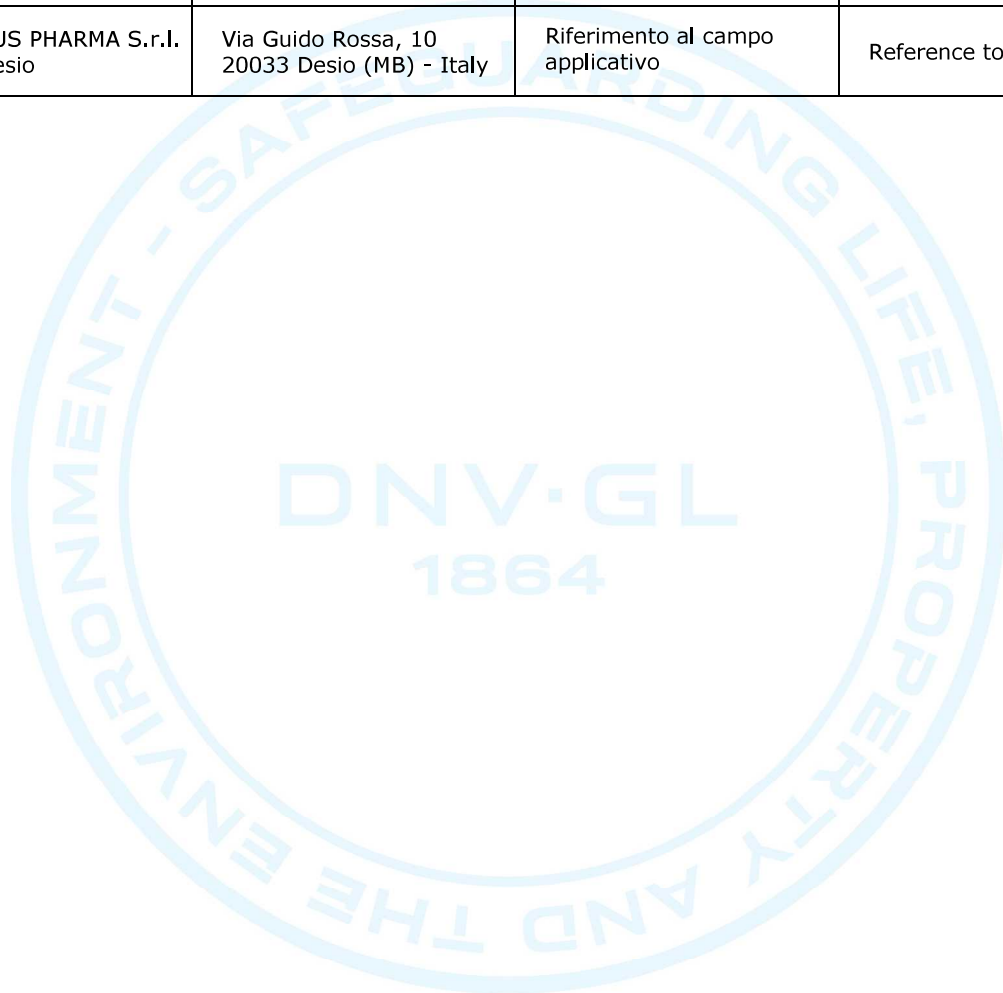 US PHARMA S.r.l.
esio
Via Guido Rossa, 10
20033 Desio (MB) - Italy
Riferimento al campo
applicativo
Reference to
SAFEGUARDING LIFE, PROPERTY AND THE ENVIRONMENT -
DNV·GL
1864